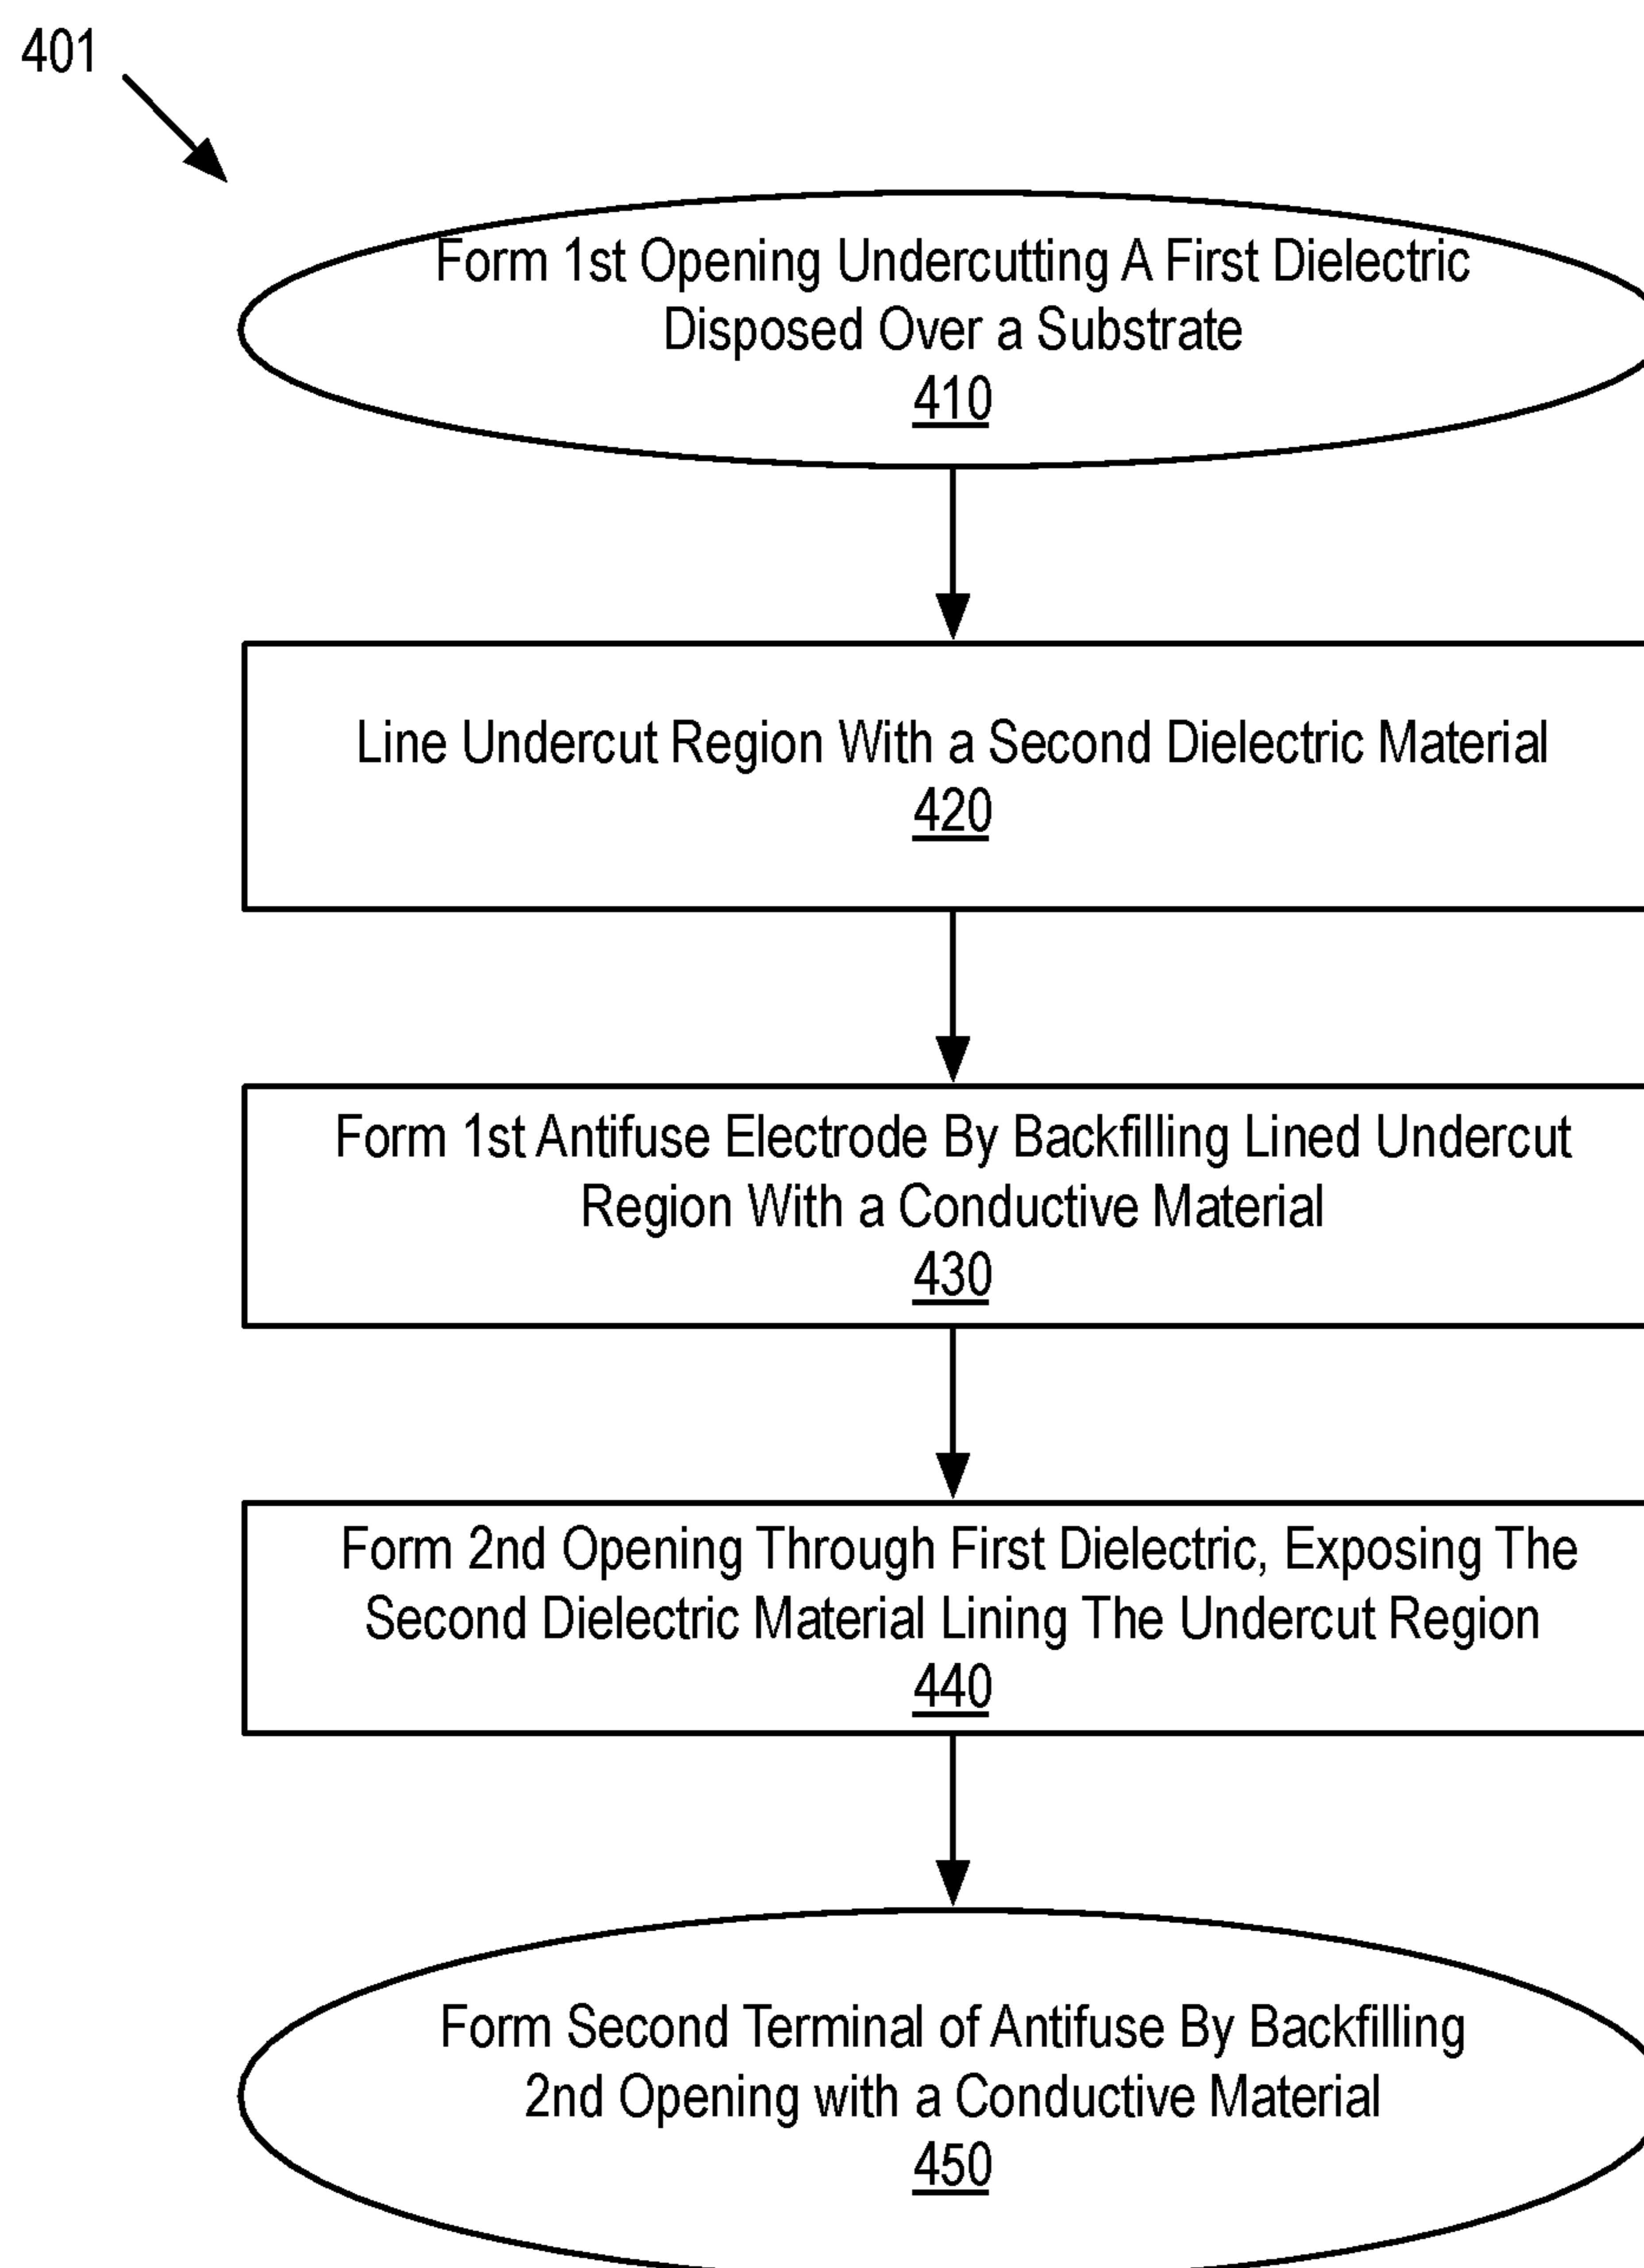 401
Form 1st Opening Undercutting A First Dielectric
Disposed Over a Substrate
410
Line Undercut Region With a Second Dielectric Material
420
Form 1st Antifuse Electrode By Backfilling Lined Undercut
Region With a Conductive Material
430
Form 2nd Opening Through First Dielectric, Exposing The
Second Dielectric Material Lining The Undercut Region
440
Form Second Terminal of Antifuse By Backfilling
2nd Opening with a Conductive Material
450